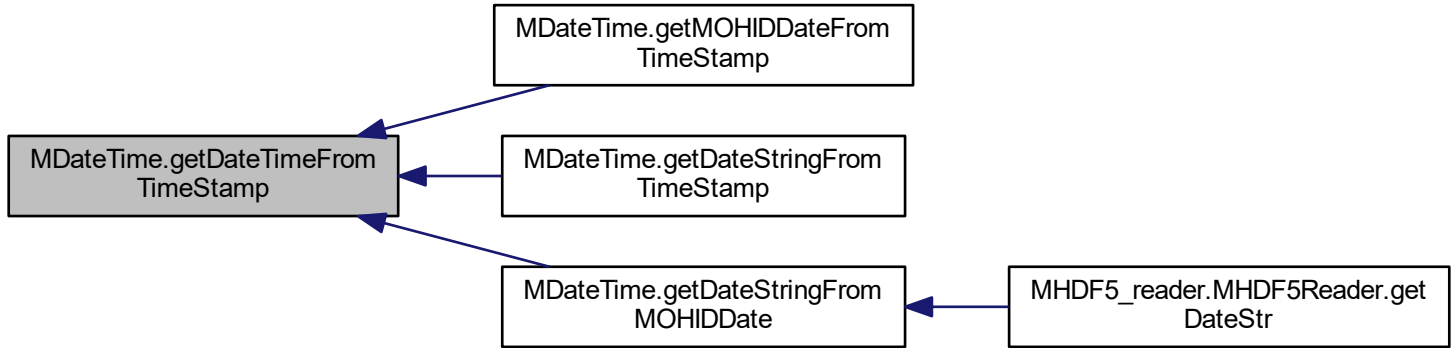 MDateTime.getMOHIDDateFrom
TimeStamp
MDateTime.getDateTimeFrom
TimeStamp
MDateTime.getDateStringFrom
TimeStamp
MDateTime.getDateStringFrom
MOHIDDate
MHDF5_reader.MHDF5Reader.get
DateStr